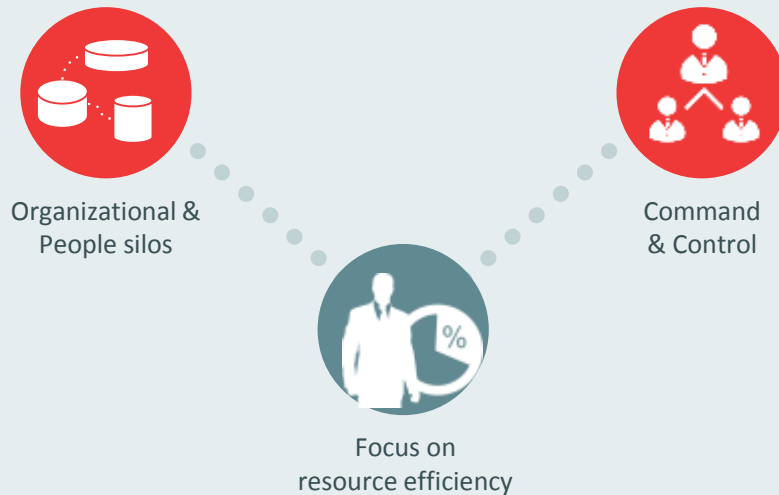 Organizational &
People silos
Command
& Control
%
Focus on
resource efficiency